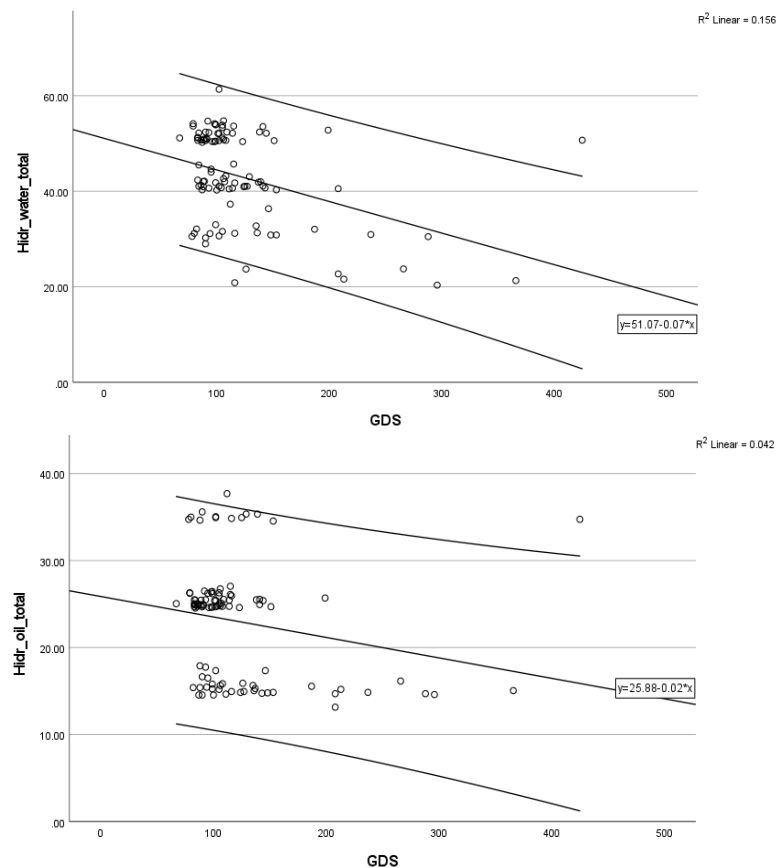 R2 Linear = 0.156
60.00
40.00
20.00
.00
Hidr_water_total
y=51.07-0.07*x
0 100 200 300 400 500
GDS
R2 Linear = 0.042
40.00
30.00
20.00
10.00
.00
Hidr_oil_total
y=25.88-0.02*x
0 100 200 300 400 500
GDS